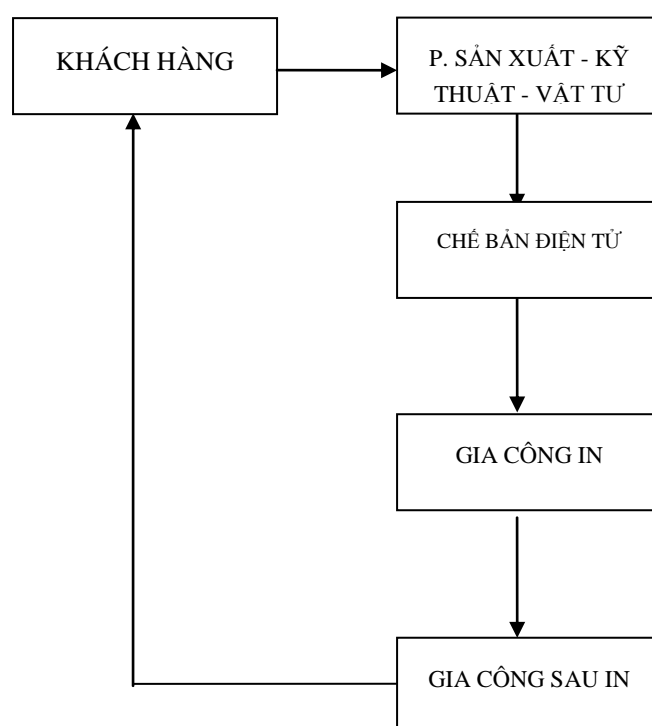 KHÁCH HÀNG
P. SẢN XUẤT - KỸ
THUẬT - VẬT TƯ
CHẾ BẢN ĐIỆN TỬ
GIA CÔNG IN
GIA CÔNG SAU IN